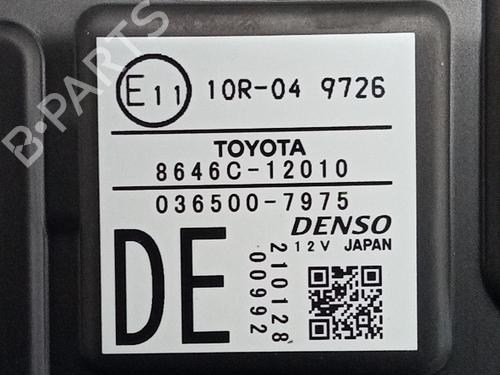 E11 10R-04 9726
TOYOTA
8646C-12010
036500-7975
DE
DENSO
12V JAPAN
210128
00992
B-PARTS